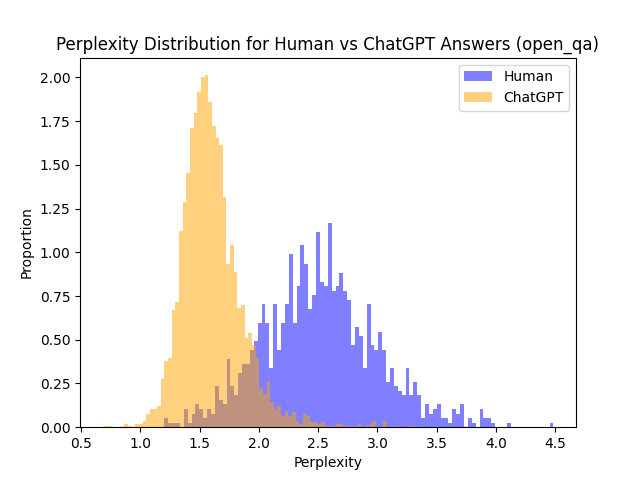 Perplexity Distribution for Human vs ChatGPT Answers (open_qa)
Human
ChatGPT
Proportion
2.00
1.75
1.50
1.25
1.00
0.75
0.50
0.25
0.00
0.5 1.0 1.5 2.0 2.5 3.0 3.5 4.0 4.5
Perplexity